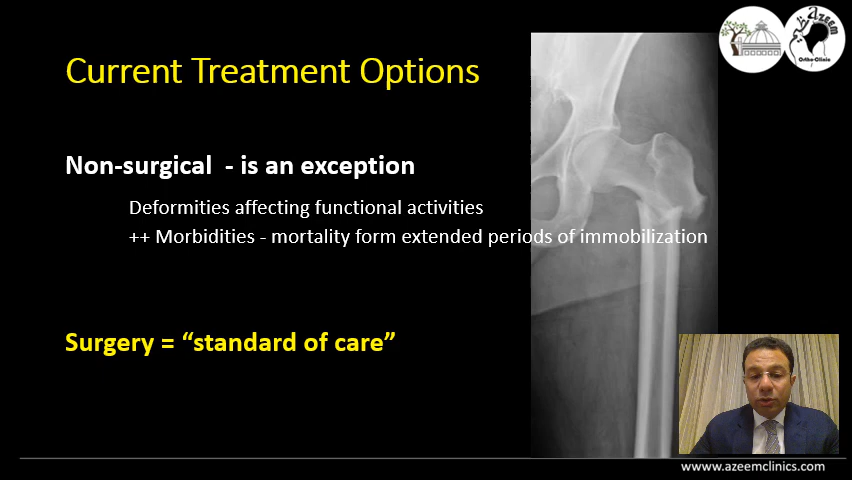 Azeem
Ortho-Clinic
Current Treatment Options
Non-surgical - is an exception
Deformities affecting functional activities
++ Morbidities - mortality form extended periods of immobilization
Surgery = “standard of care”
www.azeemclinics.com